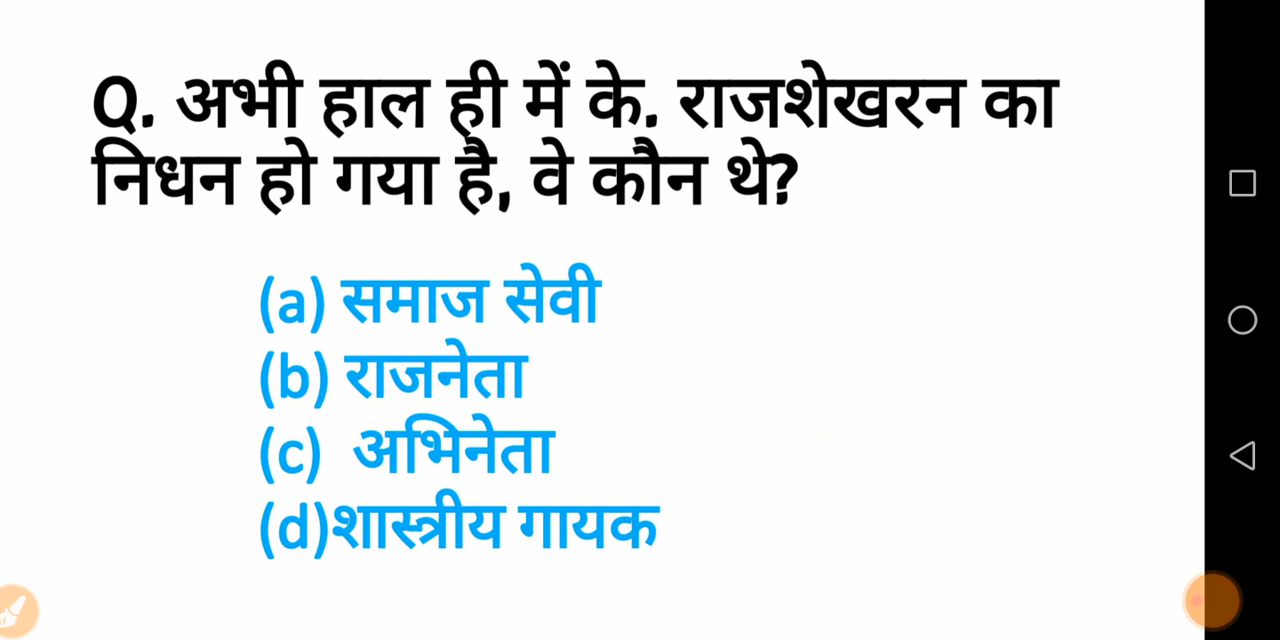 Q. अभी हाल ही में के. राजशेखरन का
निधन हो गया है, वे कौन थे?
(a) समाज सेवी
(b) राजनेता
(c) अभिनेता
(d)शास्त्रीय गायक